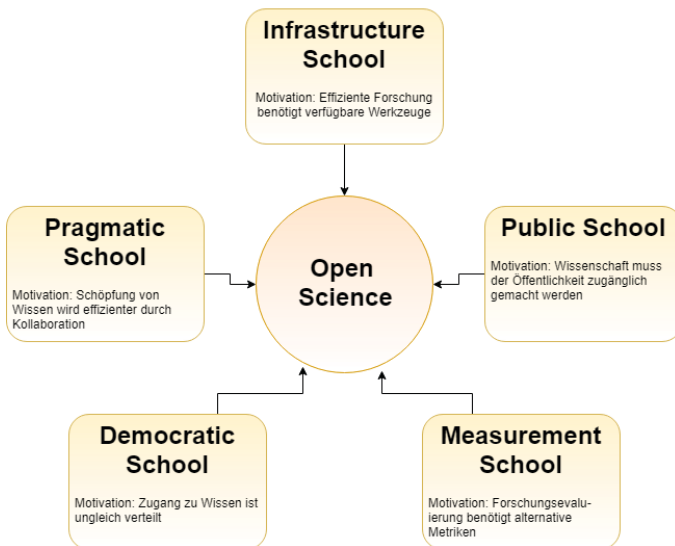 Infrastructure
School
Motivation: Effiziente Forschung
benötigt verfügbare Werkzeuge
Pragmatic
School
Motivation: Schöpfung von
Wissen wird effizienter durch
Kollaboration
Open
Science
Public School
Motivation: Wissenschaft muss
der Öffentlichkeit zugänglich
gemacht werden
Democratic
School
Motivation: Zugang zu Wissen ist
ungleich verteilt
Measurement
School
Motivation: Forschungsevalu-
ierung benötigt alternative
Metriken